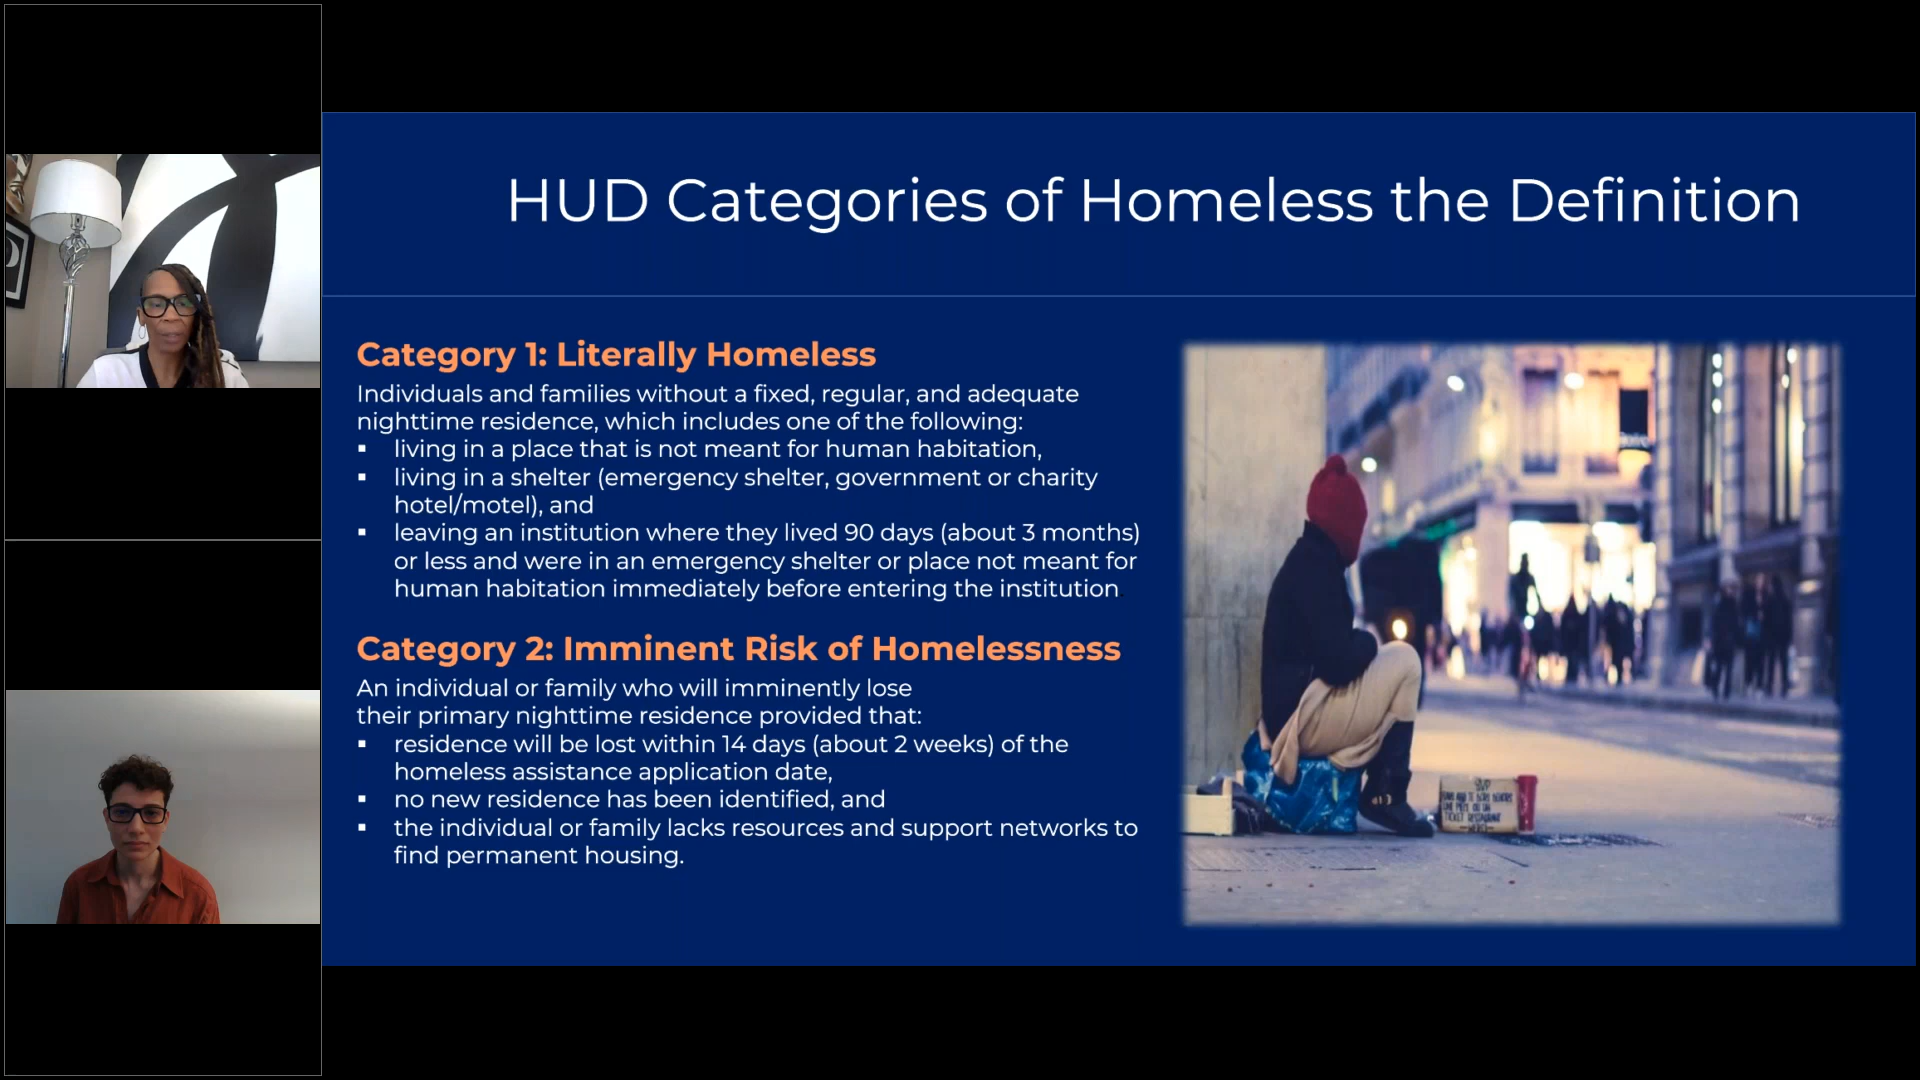 HUD Categories of Homeless the Definition
Category 1: Literally Homeless
Individuals and families without a fixed, regular, and adequate
nighttime residence, which includes one of the following:
▪ living in a place that is not meant for human habitation,
▪ living in a shelter (emergency shelter, government or charity
hotel/motel), and
▪ leaving an institution where they lived 90 days (about 3 months)
or less and were in an emergency shelter or place not meant for
human habitation immediately before entering the institution.
Category 2: Imminent Risk of Homelessness
An individual or family who will imminently lose
their primary nighttime residence provided that:
▪ residence will be lost within 14 days (about 2 weeks) of the
homeless assistance application date,
▪ no new residence has been identified, and
▪ the individual or family lacks resources and support networks to
find permanent housing.